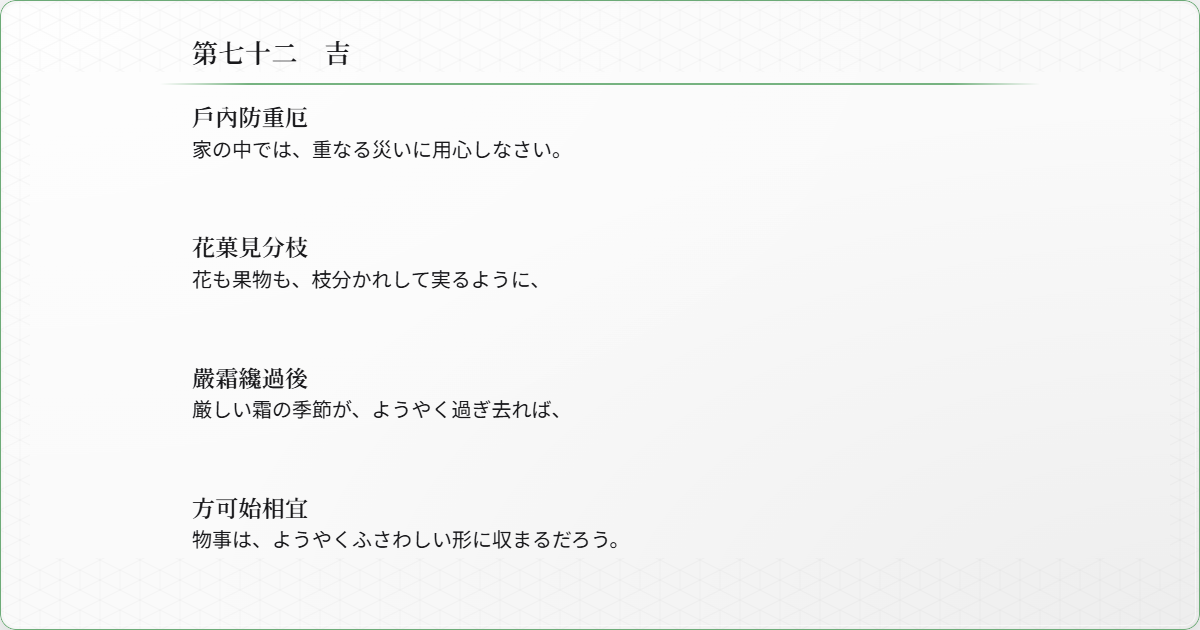 第七十二　吉
戶內防重厄
家の中では、重なる災いに用心しなさい。
花菓見分枝
花も果物も、枝分かれして実るように、
嚴霜纔過後
厳しい霜の季節が、ようやく過ぎ去れば、
方可始相宜
物事は、ようやくふさわしい形に収まるだろう。